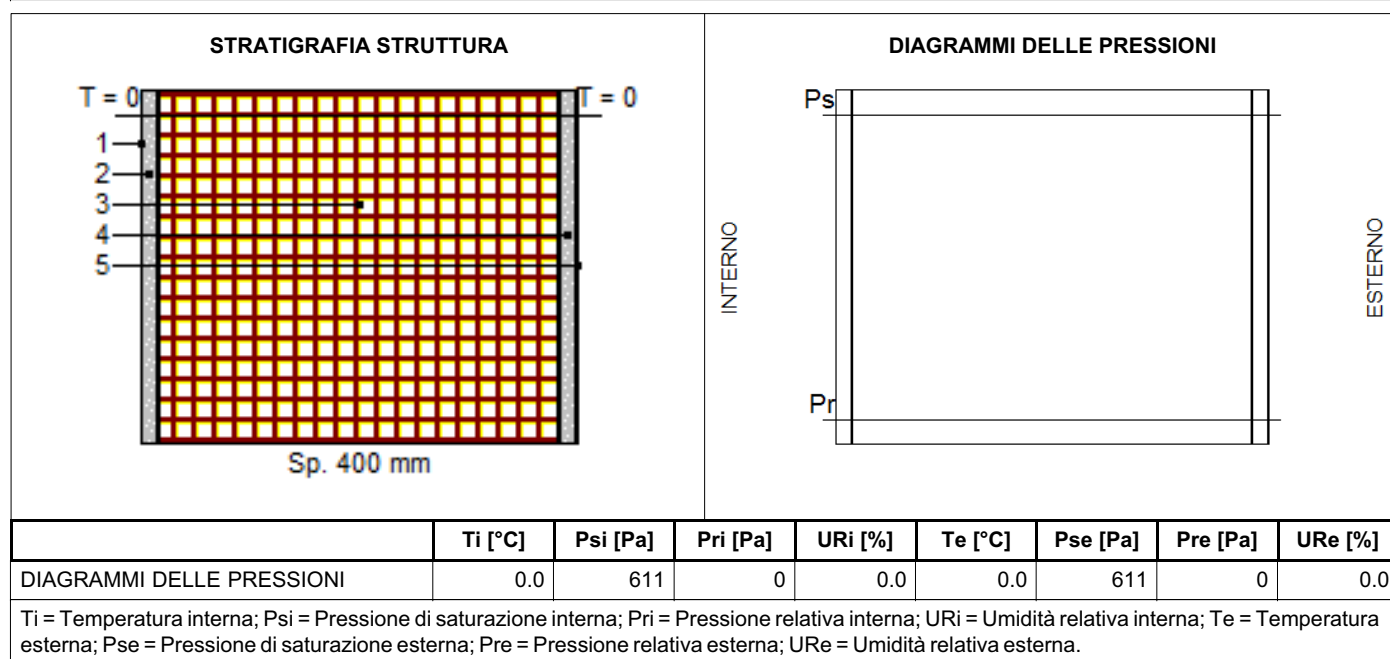 STRATIGRAFIA STRUTTURA
T = 0
T = 0
1
2
3
4
5
Sp. 400 mm
DIAGRAMMI DELLE PRESSIONI
Ps
Pr
INTERNO
ESTERNO
Ti [°C] Psi [Pa] Pri [Pa] URi [%] Te [°C] Pse [Pa] Pre [Pa] URe [%]
DIAGRAMMI DELLE PRESSIONI 0.0 611 0 0.0 0.0 611 0 0.0
Ti = Temperatura interna; Psi = Pressione di saturazione interna; Pri = Pressione relativa interna; URi = Umidità relativa interna; Te = Temperatura
esterna; Pse = Pressione di saturazione esterna; Pre = Pressione relativa esterna; URe = Umidità relativa esterna.